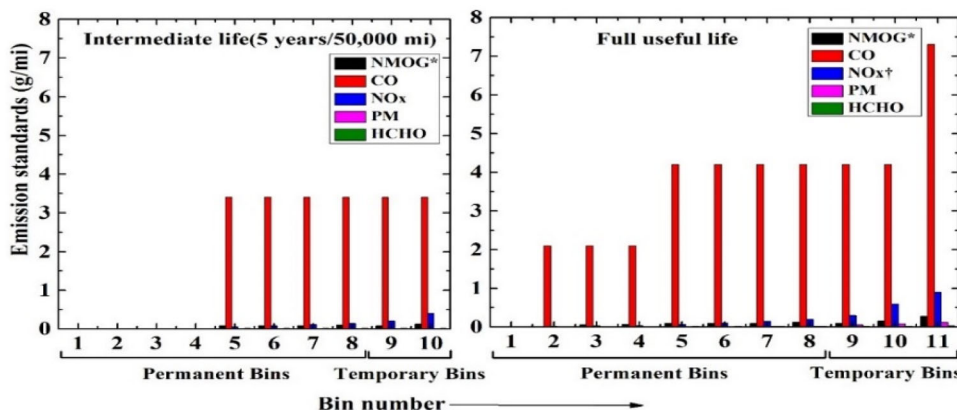 Intermediate life(5 years/50,000 mi)
NMOG*
CO
NOx
PM
HCHO
Emission standards (g/mi)
8
7
6
5
4
3
2
1
0
1 2 3 4 5 6 7 8 9 10
Permanent Bins Temporary Bins
Full useful life
NMOG*
CO
NOx†
PM
HCHO
8
7
6
5
4
3
2
1
0
1 2 3 4 5 6 7 8 9 10 11
Permanent Bins Temporary Bins
Bin number